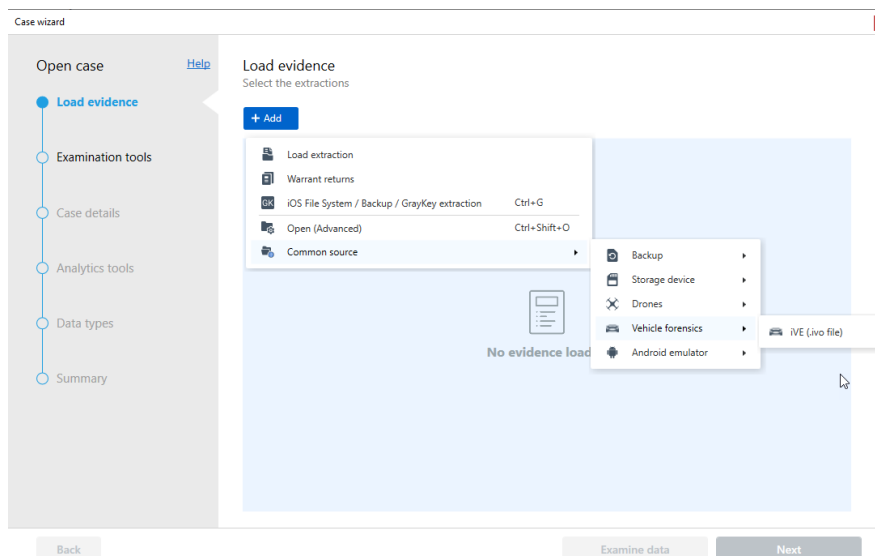 Case wizard
Open case
Help
Load evidence
Examination tools
Case details
Analytics tools
Data types
Summary
Load evidence
Select the extractions
+ Add
Load extraction
Warrant returns
GK iOS File System / Backup / GrayKey extraction Ctrl+G
Open (Advanced) Ctrl+Shift+O
Common source
Backup
Storage device
Drones
Vehicle forensics
Android emulator
iVE (.ivo file)
No evidence load
Back
Examine data
Next